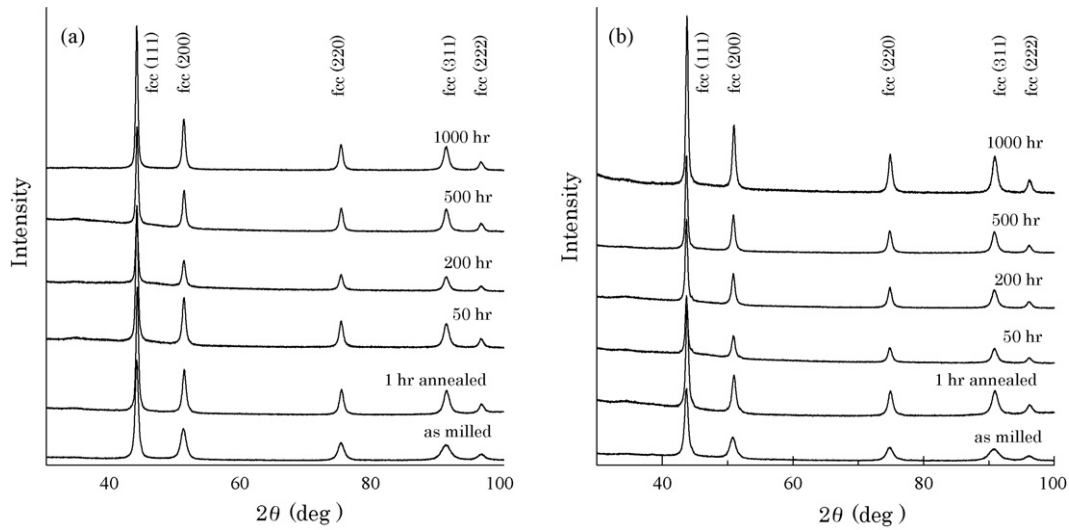 (a)
fcc (111)
fcc (200)
fcc (220)
fcc (311)
fcc (222)
1000 hr
500 hr
200 hr
50 hr
1 hr annealed
as milled
Intensity
40
60
80
100
2θ (deg)
(b)
fcc (111)
fcc (200)
fcc (220)
fcc (311)
fcc (222)
1000 hr
500 hr
200 hr
50 hr
1 hr annealed
as milled
Intensity
40
60
80
100
2θ (deg)